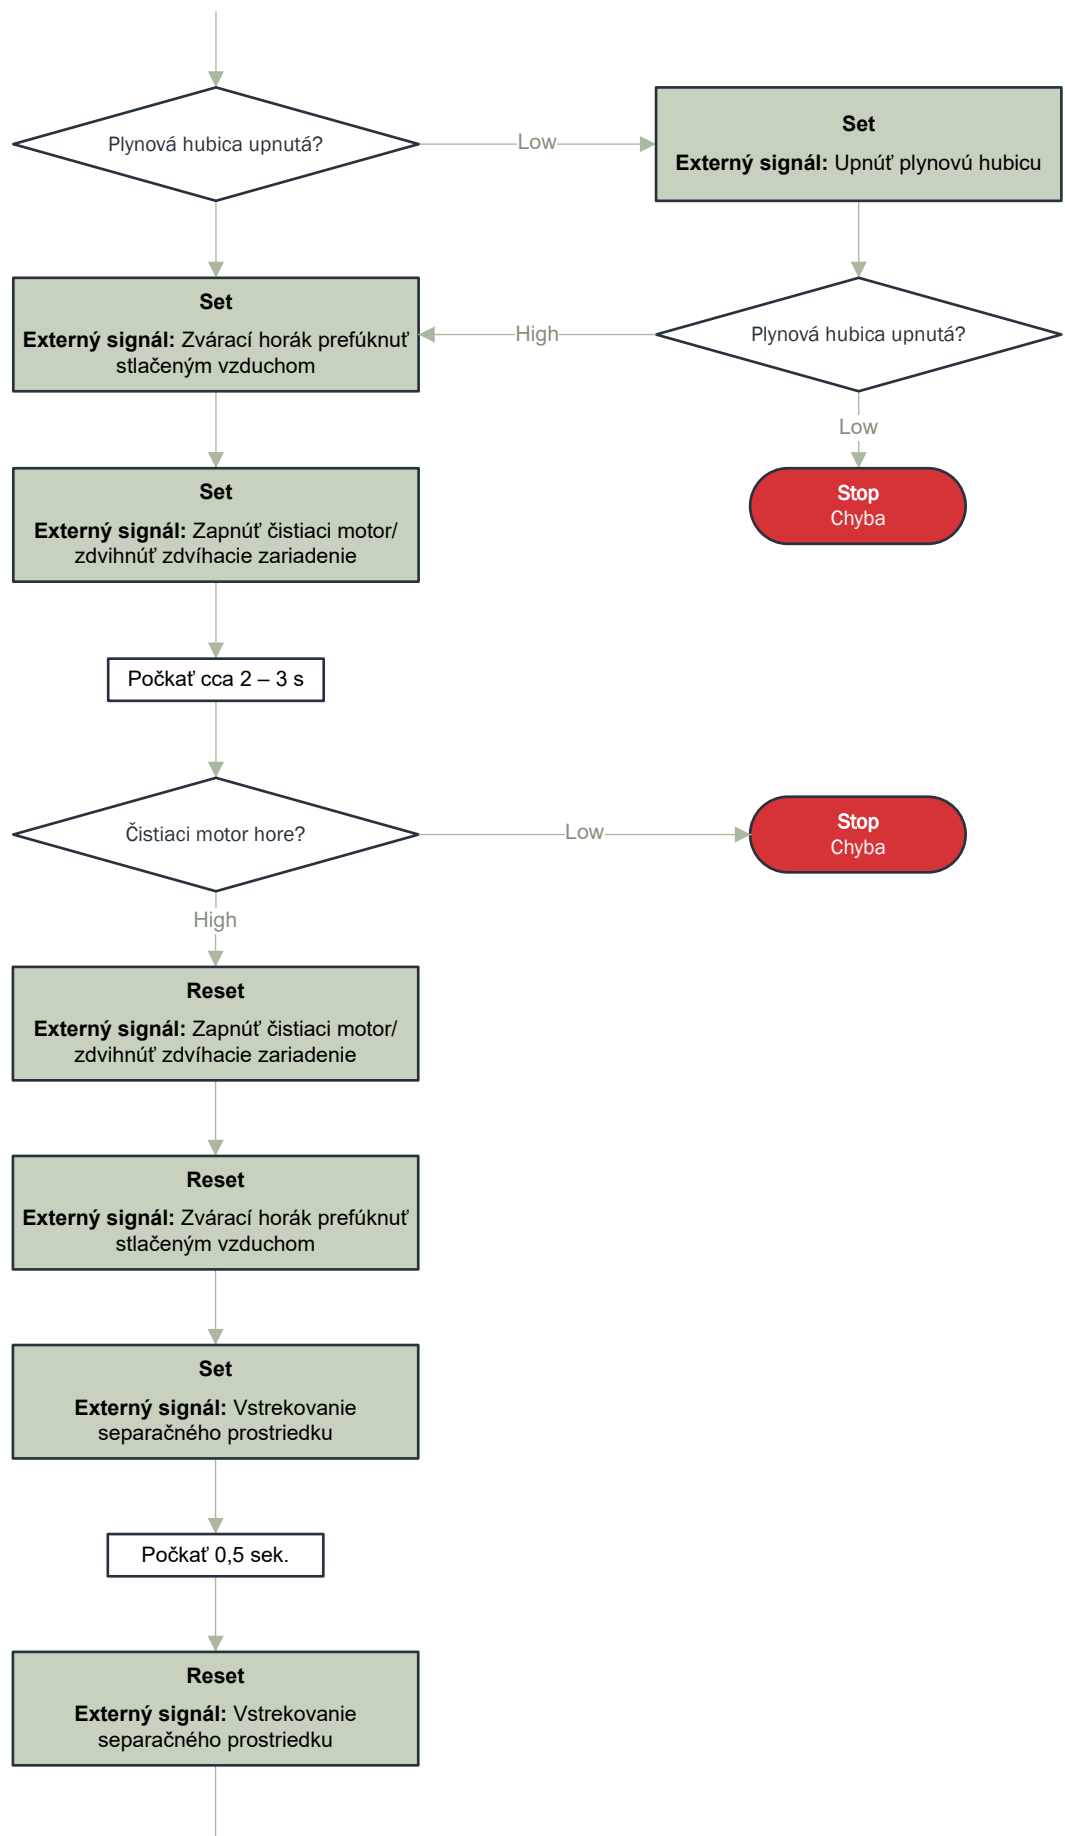 Plynová hubica upnutá?
Low
Set
Externý signál: Upnúť plynovú hubicu
Set
Externý signál: Zvárací horák prefúknuť
stlačeným vzduchom
High
Plynová hubica upnutá?
Low
Stop
Chyba
Set
Externý signál: Zapnúť čistiaci motor/
zdvihnúť zdvíhacie zariadenie
Počkať cca 2 – 3 s
Čistiaci motor hore?
Low
Stop
Chyba
High
Reset
Externý signál: Zapnúť čistiaci motor/
zdvihnúť zdvíhacie zariadenie
Reset
Externý signál: Zvárací horák prefúknuť
stlačeným vzduchom
Set
Externý signál: Vstrekovanie
separačného prostriedku
Počkať 0,5 sek.
Reset
Externý signál: Vstrekovanie
separačného prostriedku